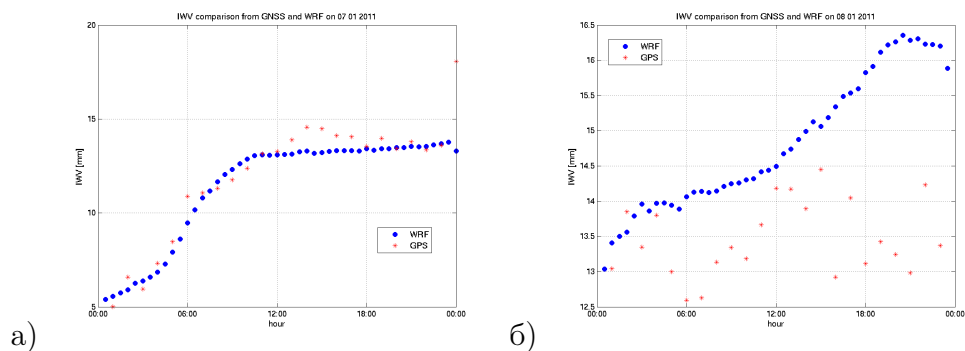 IWV comparison from GNSS and WRF on 07 01 2011
20
15
10
5
IWV [mm]
00:00 06:00 12:00 18:00 00:00
hour
WRF
GPS
а)
IWV comparison from GNSS and WRF on 08 01 2011
WRF
GPS
16.5
16
15.5
15
14.5
14
13.5
13
12.5
IWV [mm]
00:00 06:00 12:00 18:00 00:00
hour
б)